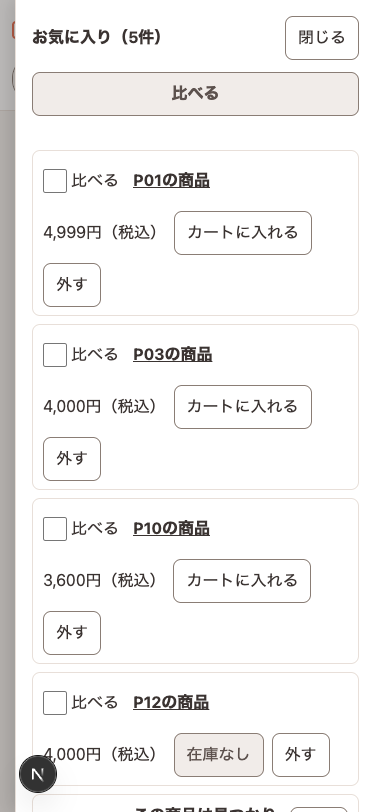 お気に入り（5件）
閉じる
比べる
比べる P01の商品
4,999円（税込） カートに入れる
外す
比べる P03の商品
4,000円（税込） カートに入れる
外す
比べる P10の商品
3,600円（税込） カートに入れる
外す
比べる P12の商品
4,000円（税込） 在庫なし 外す
N